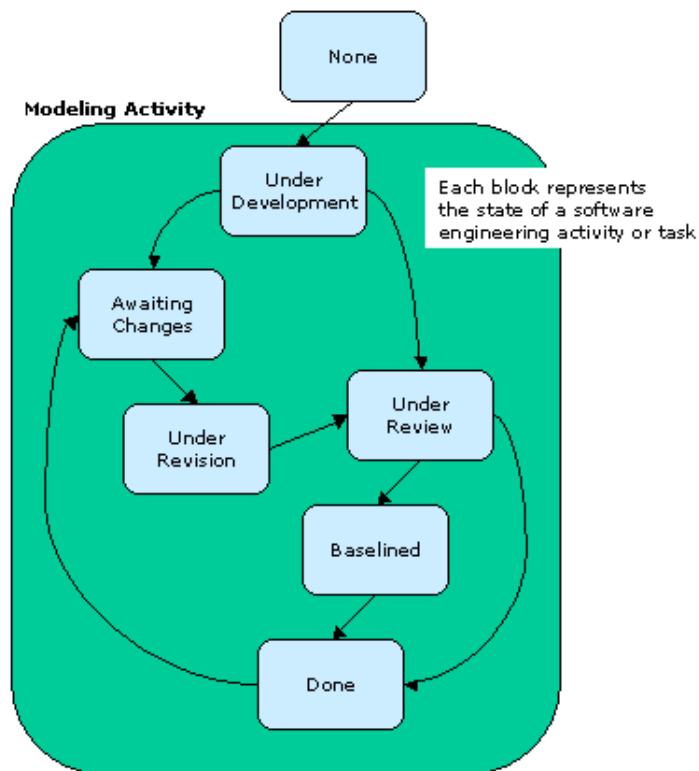 None
Modeling Activity
Under
Development
Each block represents
the state of a software
engineering activity or task
Awaiting
Changes
Under
Review
Under
Revision
Baselined
Done